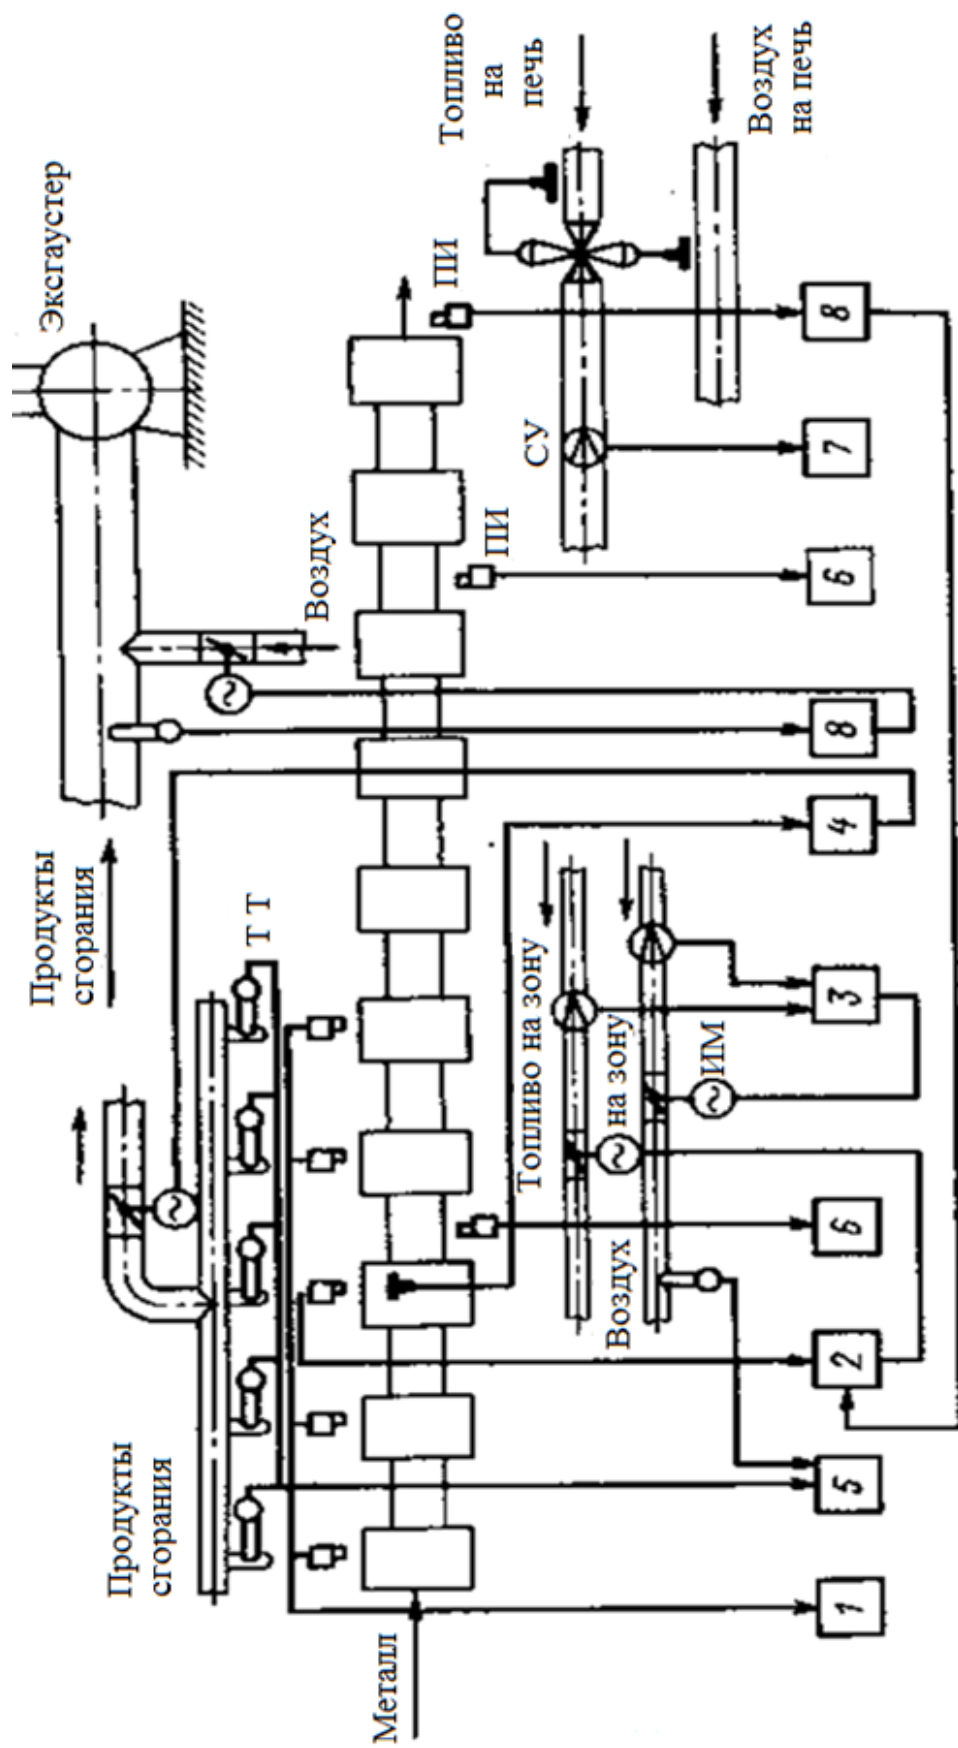 Эксгаустер
Продукты
сгорания
Воздух
Т Т
Продукты
сгорания
Металл
ПИ
ПИ
Топливо
на
печь
Воздух
на печь
СУ
Топливо на зону
Воздух
на зону
ИМ
1
5
2
6
3
4
8
6
7
8